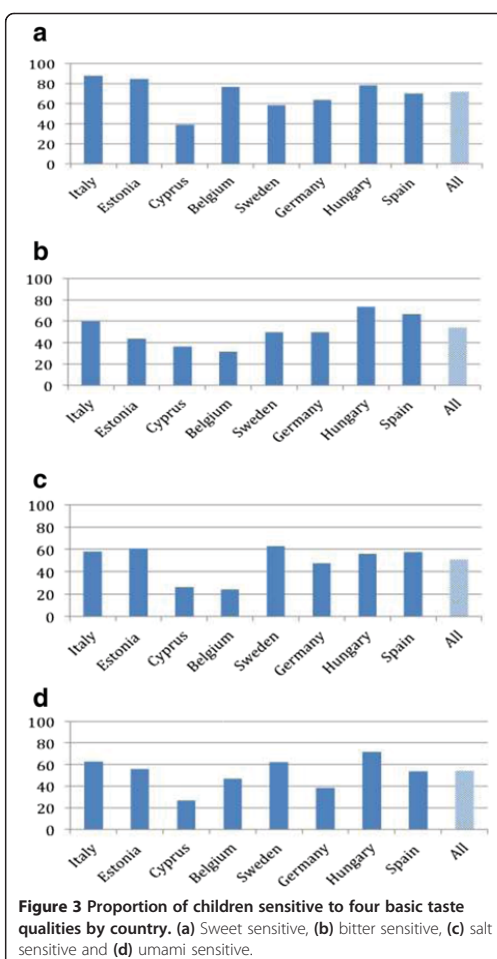 a
100
80
60
40
20
0
Italy Estonia Cyprus Belgium Sweden Germany Hungary Spain All
b
100
80
60
40
20
0
Italy Estonia Cyprus Belgium Sweden Germany Hungary Spain All
c
100
80
60
40
20
0
Italy Estonia Cyprus Belgium Sweden Germany Hungary Spain All
d
100
80
60
40
20
0
Italy Estonia Cyprus Belgium Sweden Germany Hungary Spain All
Figure 3 Proportion of children sensitive to four basic taste
qualities by country. (a) Sweet sensitive, (b) bitter sensitive, (c) salt
sensitive and (d) umami sensitive.